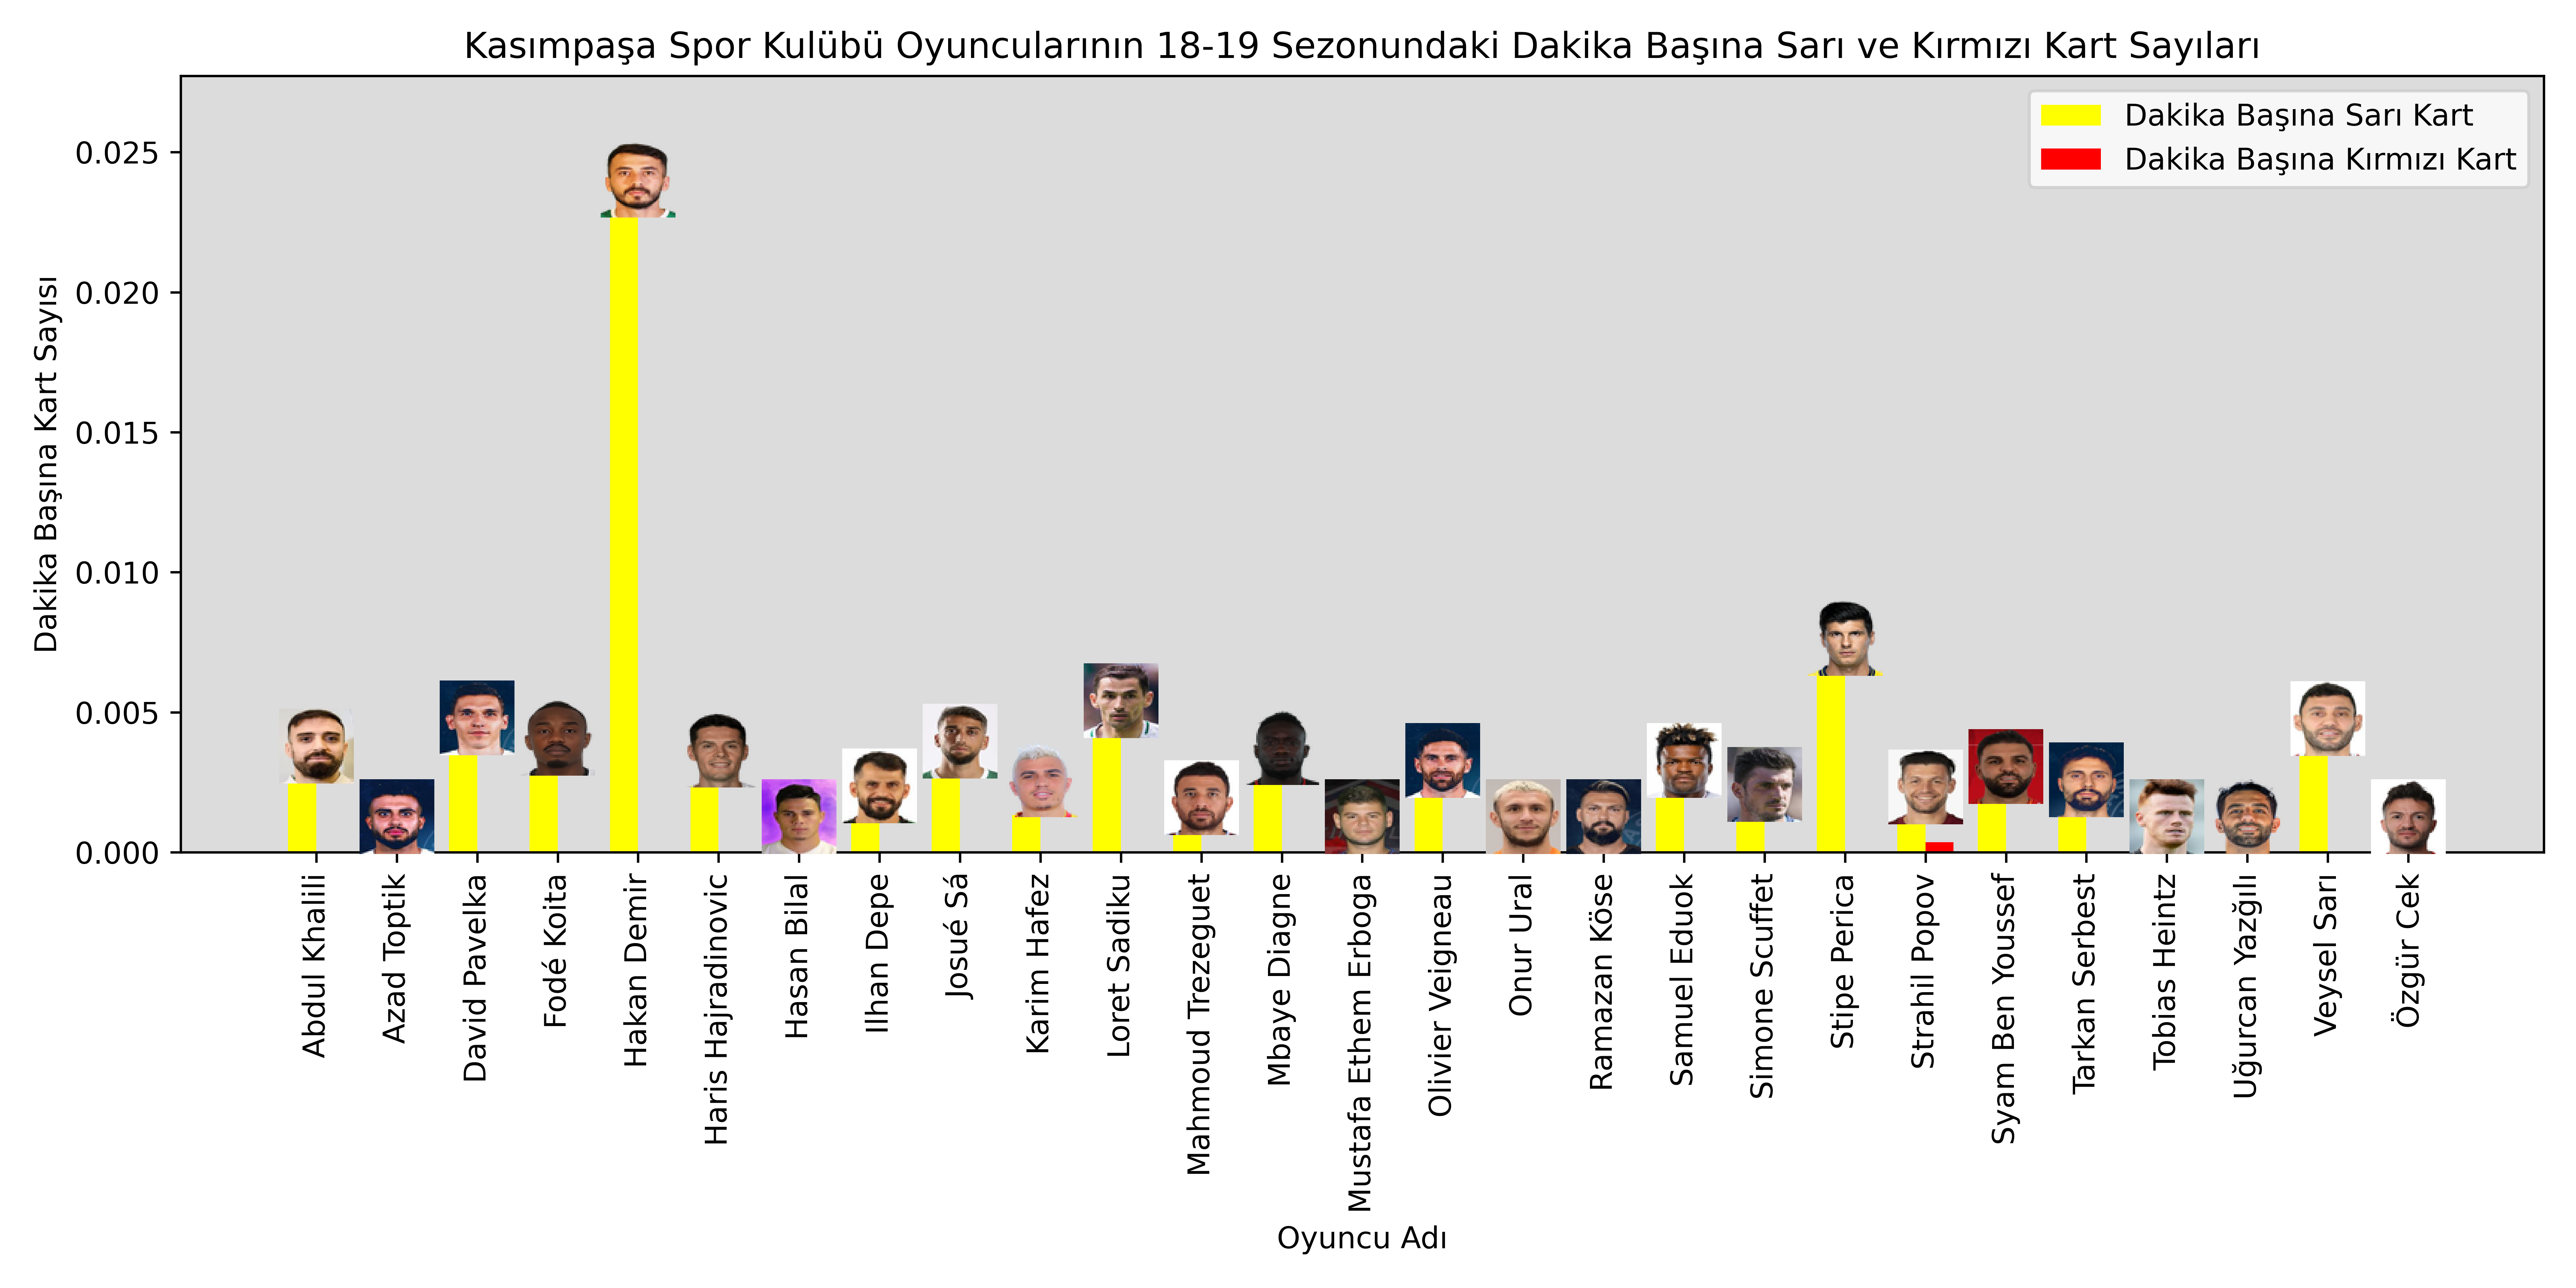 Kasımpaşa Spor Kulübü Oyuncularının 18-19 Sezonundaki Dakika Başına Sarı ve Kırmızı Kart Sayıları
Dakika Başına Sarı Kart
Dakika Başına Kırmızı Kart
Dakika Başına Kart Sayısı
0.025
0.020
0.015
0.010
0.005
0.000
Abdul Khalili
Azad Toptik
David Pavelka
Fodé Koita
Hakan Demir
Haris Hajradinovic
Hasan Bilal
Ilhan Depe
Josué Sá
Karim Hafez
Loret Sadiku
Mahmoud Trezeguet
Mbaye Diagne
Mustafa Ethem Erboga
Olivier Veigneau
Onur Ural
Ramazan Köse
Samuel Eduok
Simone Scuffet
Stipe Perica
Strahil Popov
Syam Ben Youssef
Tarkan Serbest
Tobias Heintz
Uğurcan Yazğılı
Veysel Sarı
Özgür Cek
Oyuncu Adı